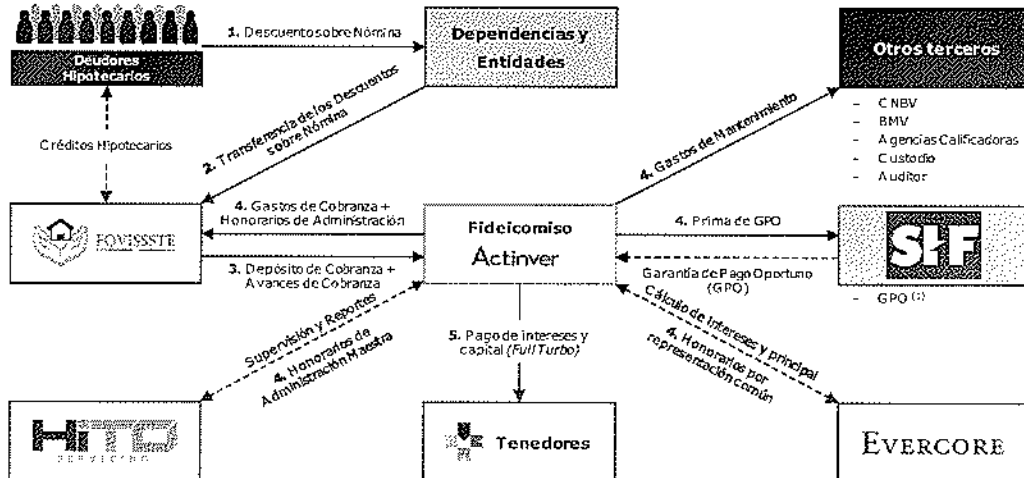 1. Descuento sobre Nómina
Deudores
Hipotecarios
Dependencias y
Entidades
Otros terceros
- CNBV
- BMV
- Agencias Calificadoras
- Custodio
- Auditor
Créditos Hipotecarios
2. Transferencia de los Descuentos
sobre Nómina
4. Gastos de Mantenimiento
FOVISSSTE
4. Gastos de Cobranza +
Honorarios de Administración
3. Depósito de Cobranza +
Avances de Cobranza
Fideicomiso
Actinver
4. Prima de GPO
Garantía de Pago Oportuno
(GPO)
SHF
- GPO (1)
Supervisión y Reportes
4. Honorarios de
Administración Maestra
5. Pago de intereses y
capital (Full Turbo)
Cálculo de intereses y principal
4. Honorarios por
representación común
HiTO
SERVICING
Tenedores
EVERCORE